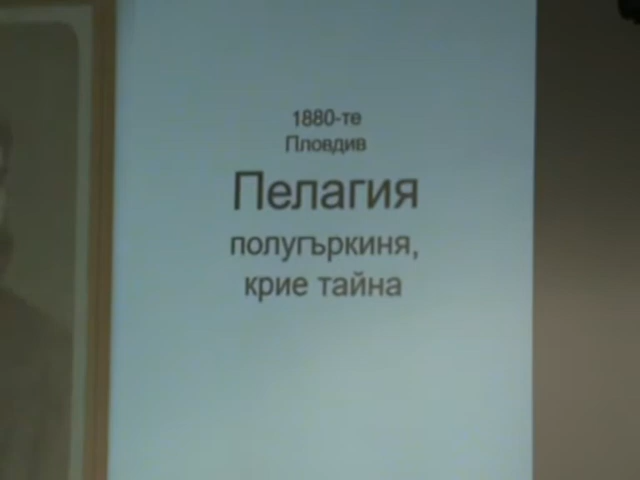 1880-те
Пловдив
Пелагия
полугъркиня,
крие тайна